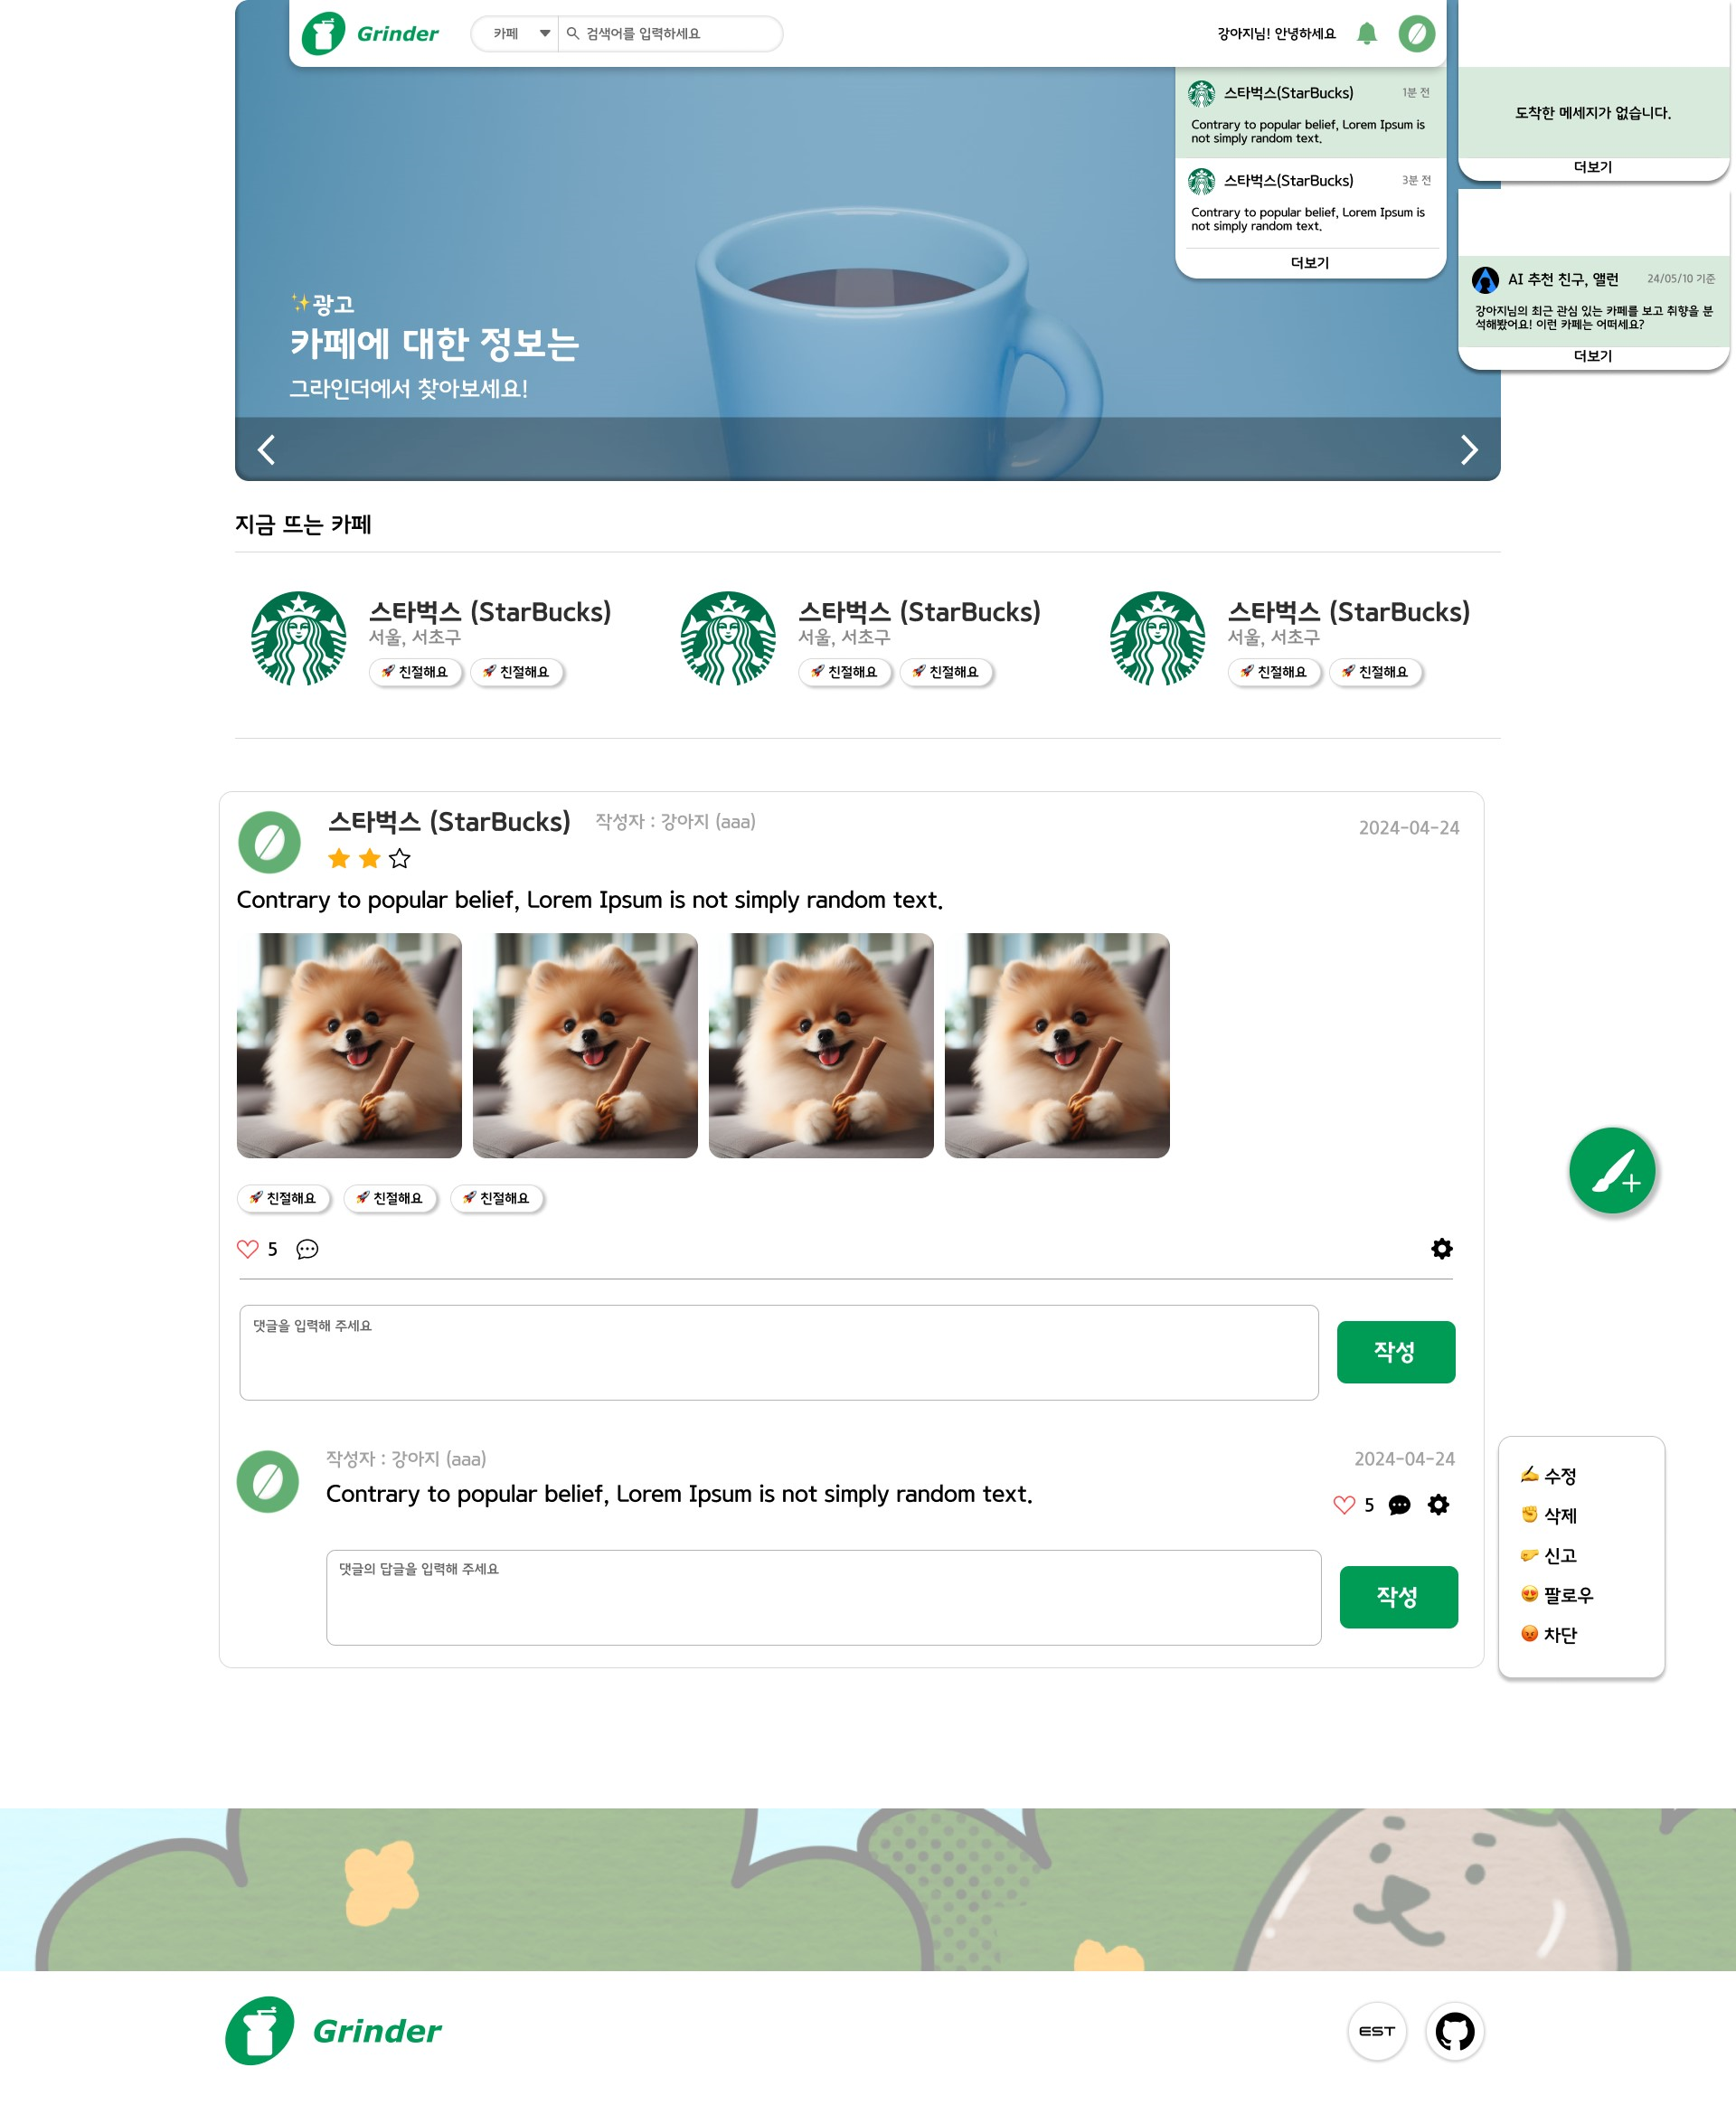 Grinder
카페
검색어를 입력하세요
강아지님! 안녕하세요
스타벅스(StarBucks)
1분 전
Contrary to popular belief, Lorem Ipsum is
not simply random text.
스타벅스(StarBucks)
3분 전
Contrary to popular belief, Lorem Ipsum is
not simply random text.
더보기
도착한 메세지가 없습니다.
더보기
AI 추천 친구, 앨런
24/05/10 기준
강아지님의 최근 관심 있는 카페를 보고 취향을 분
석해봤어요! 이런 카페는 어떠세요?
더보기
✨광고
카페에 대한 정보는
그라인더에서 찾아보세요!
지금 뜨는 카페
스타벅스 (StarBucks)
서울, 서초구
🚀 친절해요
🚀 친절해요
스타벅스 (StarBucks)
서울, 서초구
🚀 친절해요
🚀 친절해요
스타벅스 (StarBucks)
서울, 서초구
🚀 친절해요
🚀 친절해요
스타벅스 (StarBucks)
작성자 : 강아지 (aaa)
2024-04-24
Contrary to popular belief, Lorem Ipsum is not simply random text.
🚀 친절해요
🚀 친절해요
🚀 친절해요
5
댓글을 입력해 주세요
작성
작성자 : 강아지 (aaa)
2024-04-24
Contrary to popular belief, Lorem Ipsum is not simply random text.
5
댓글의 답글을 입력해 주세요
작성
✍ 수정
✊ 삭제
🤛 신고
😍 팔로우
😡 차단
Grinder
EST